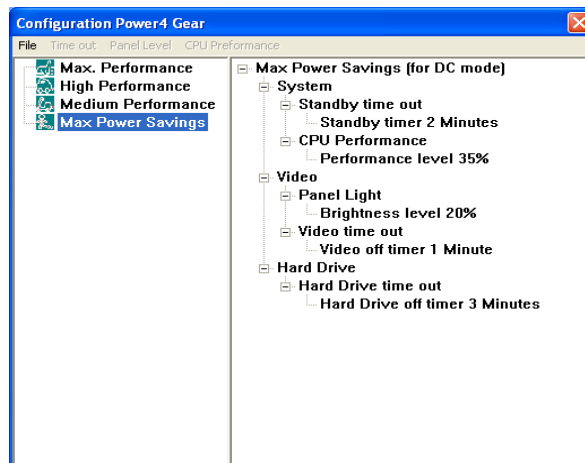 Configuration Power4 Gear
File Time out Panel Level CPU Preformance
Max. Performance
High Performance
Medium Performance
Max Power Savings
Max Power Savings (for DC mode)
System
Standby time out
Standby timer 2 Minutes
CPU Performance
Performance level 35%
Video
Panel Light
Brightness level 20%
Video time out
Video off timer 1 Minute
Hard Drive
Hard Drive time out
Hard Drive off timer 3 Minutes